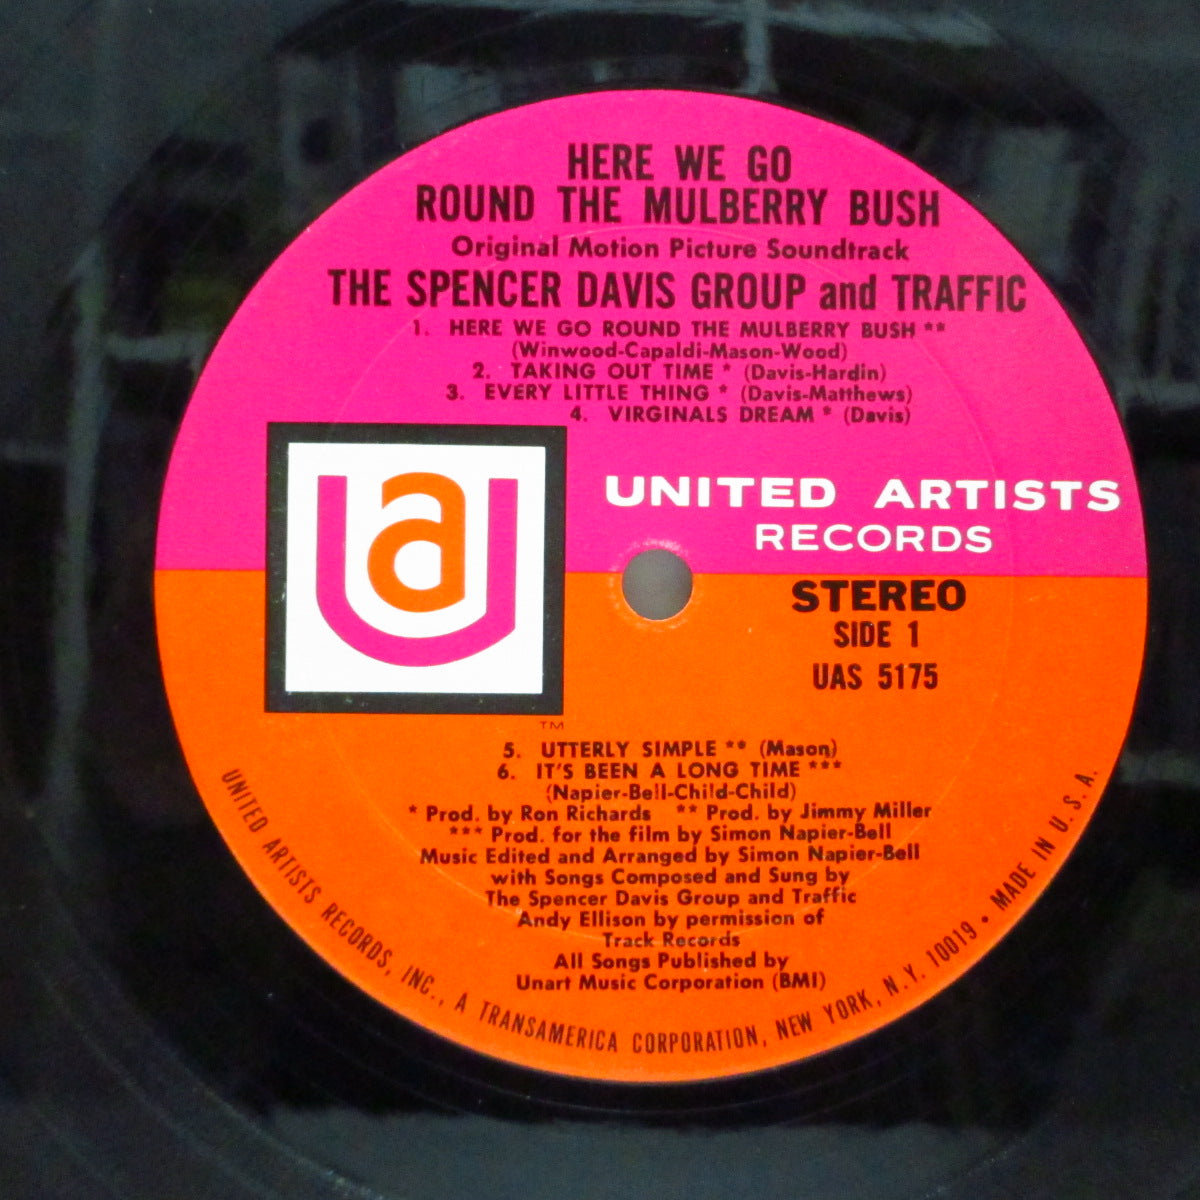 HERE WE GO
ROUND THE MULBERRY BUSH
Original Motion Picture Soundtrack
THE SPENCER DAVIS GROUP and TRAFFIC
1. HERE WE GO ROUND THE MULBERRY BUSH **
(Winwood-Capaldi-Mason-Wood)
2. TAKING OUT TIME * (Davis-Hardin)
3. EVERY LITTLE THING * (Davis-Matthews)
4. VIRGINALS DREAM * (Davis)
ua
TM
UNITED ARTISTS
RECORDS
STEREO
SIDE 1
UAS 5175
5. UTTERLY SIMPLE ** (Mason)
6. IT'S BEEN A LONG TIME ***
(Napier-Bell-Child-Child)
* Prod. by Ron Richards ** Prod. by Jimmy Miller
*** Prod. for the film by Simon Napier-Bell
Music Edited and Arranged by Simon Napier-Bell
with Songs Composed and Sung by
The Spencer Davis Group and Traffic
Andy Ellison by permission of
Track Records
All Songs Published by
Unart Music Corporation (BMI)
UNITED ARTISTS RECORDS, INC., A TRANSAMERICA CORPORATION, NEW YORK, N.Y. 10019 • MADE IN U.S.A.